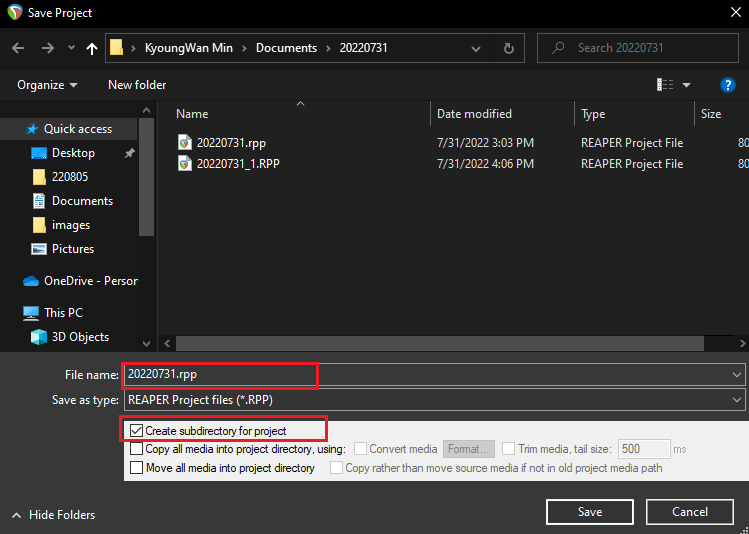 Save Project
KyoungWan Min > Documents > 20220731
Search 20220731
Organize
New folder
Name Date modified Type Size
Quick access
Desktop
220805
Documents
images
Pictures
OneDrive - Person
This PC
3D Objects
20220731.rpp 7/31/2022 3:03 PM REAPER Project File 80
20220731_1.RPP 7/31/2022 4:06 PM REAPER Project File 80
File name: 20220731.rpp
Save as type: REAPER Project files (*.RPP)
Create subdirectory for project
Copy all media into project directory, using: Convert media Format... Trim media, tail size: 500 ms
Move all media into project directory Copy rather than move source media if not in old project media path
Hide Folders
Save
Cancel